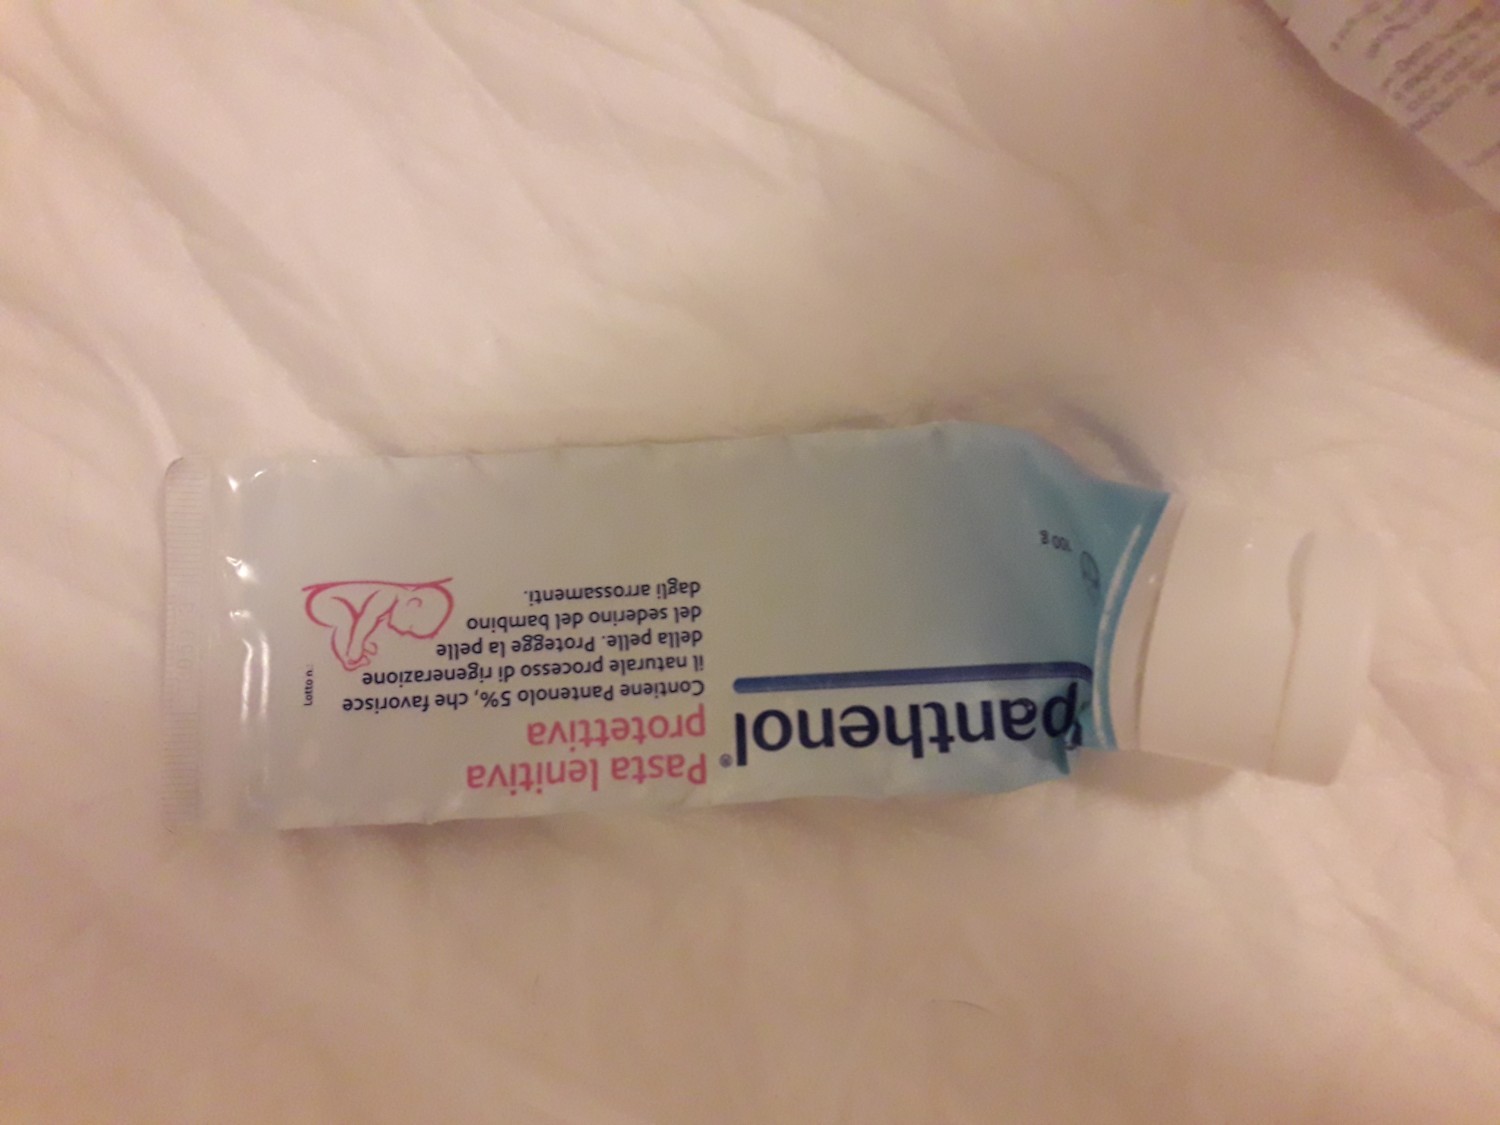 panthenol®
Pasta lenitiva
protettiva
Contiene Pantenolo 5%, che favorisce
il naturale processo di rigenerazione
della pelle. Protegge la pelle
del sederino del bambino
dagli arrossamenti.
Lotto n.
100 g